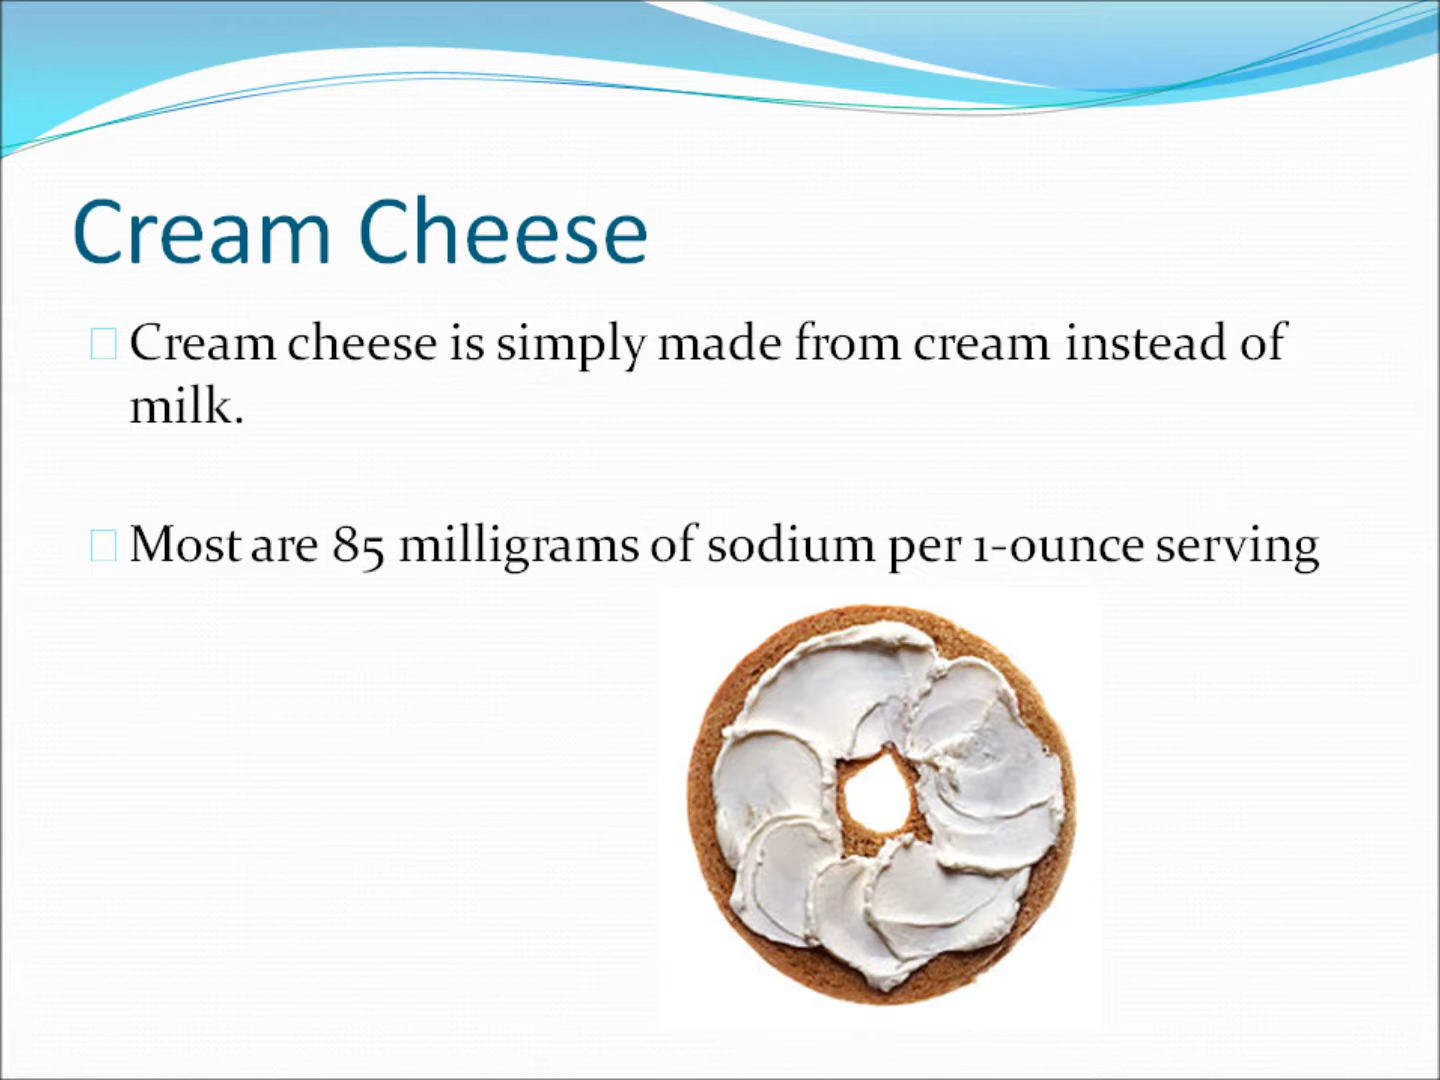 Cream Cheese
Cream cheese is simply made from cream instead of
milk.
Most are 85 milligrams of sodium per 1-ounce serving